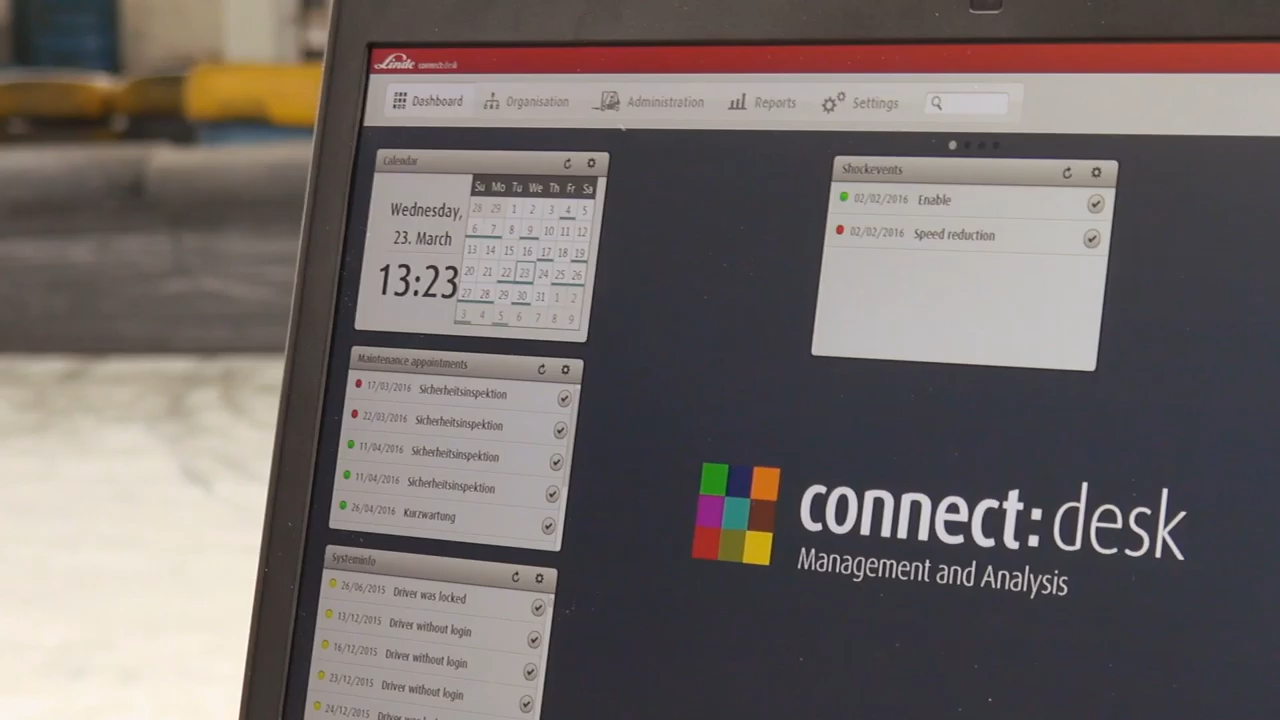 Linde connect:desk
Dashboard Organisation Administration Reports Settings
Calendar
Su Mo Tu We Th Fr Sa
28 29 1 2 3 4 5
6 7 8 9 10 11 12
13 14 15 16 17 18 19
20 21 22 23 24 25 26
27 28 29 30 31 1 2
3 4 5 6 7 8 9
Wednesday,
23. March
13:23
Shockevents
02/02/2016 Enable
02/02/2016 Speed reduction
Maintenance appointments
17/03/2016 Sicherheitsinspektion
22/03/2016 Sicherheitsinspektion
11/04/2016 Sicherheitsinspektion
11/04/2016 Sicherheitsinspektion
26/04/2016 Kurzwartung
connect:desk
Management and Analysis
Systeminfo
26/06/2015 Driver was locked
13/12/2015 Driver without login
16/12/2015 Driver without login
23/12/2015 Driver without login
24/12/2015 Driver was